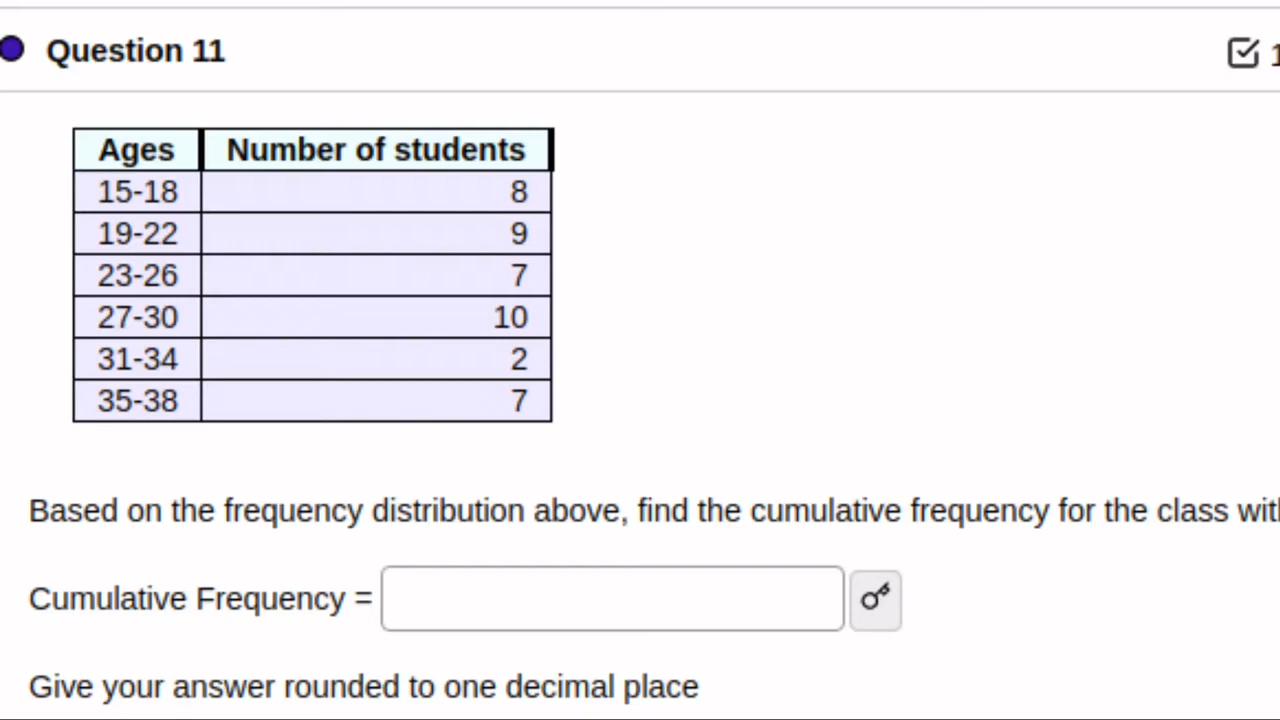 Question 11
Ages Number of students
15-18 8
19-22 9
23-26 7
27-30 10
31-34 2
35-38 7
Based on the frequency distribution above, find the cumulative frequency for the class
Cumulative Frequency =
Give your answer rounded to one decimal place